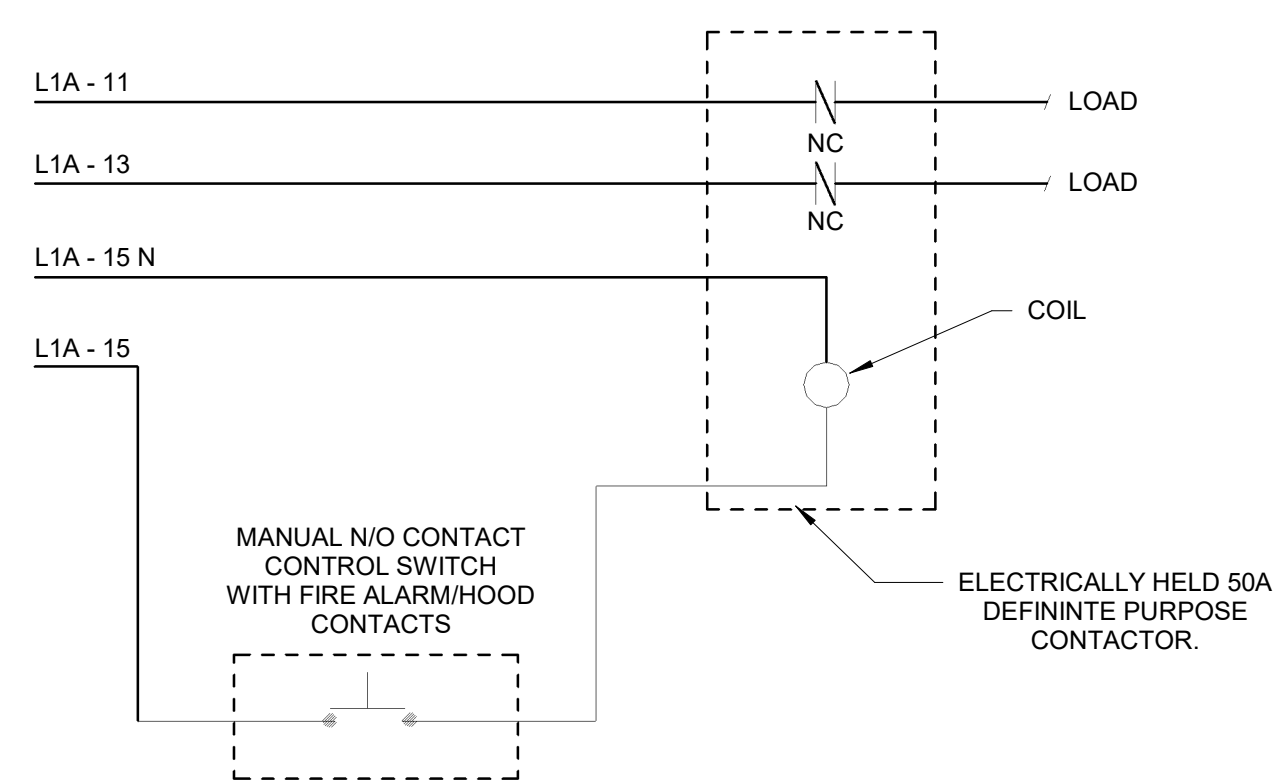 L1A - 11
LOAD
NC
L1A - 13
LOAD
NC
L1A - 15 N
COIL
L1A - 15
MANUAL N/O CONTACT
CONTROL SWITCH
WITH FIRE ALARM/HOOD
CONTACTS
ELECTRICALLY HELD 50A
DEFININTE PURPOSE
CONTACTOR.